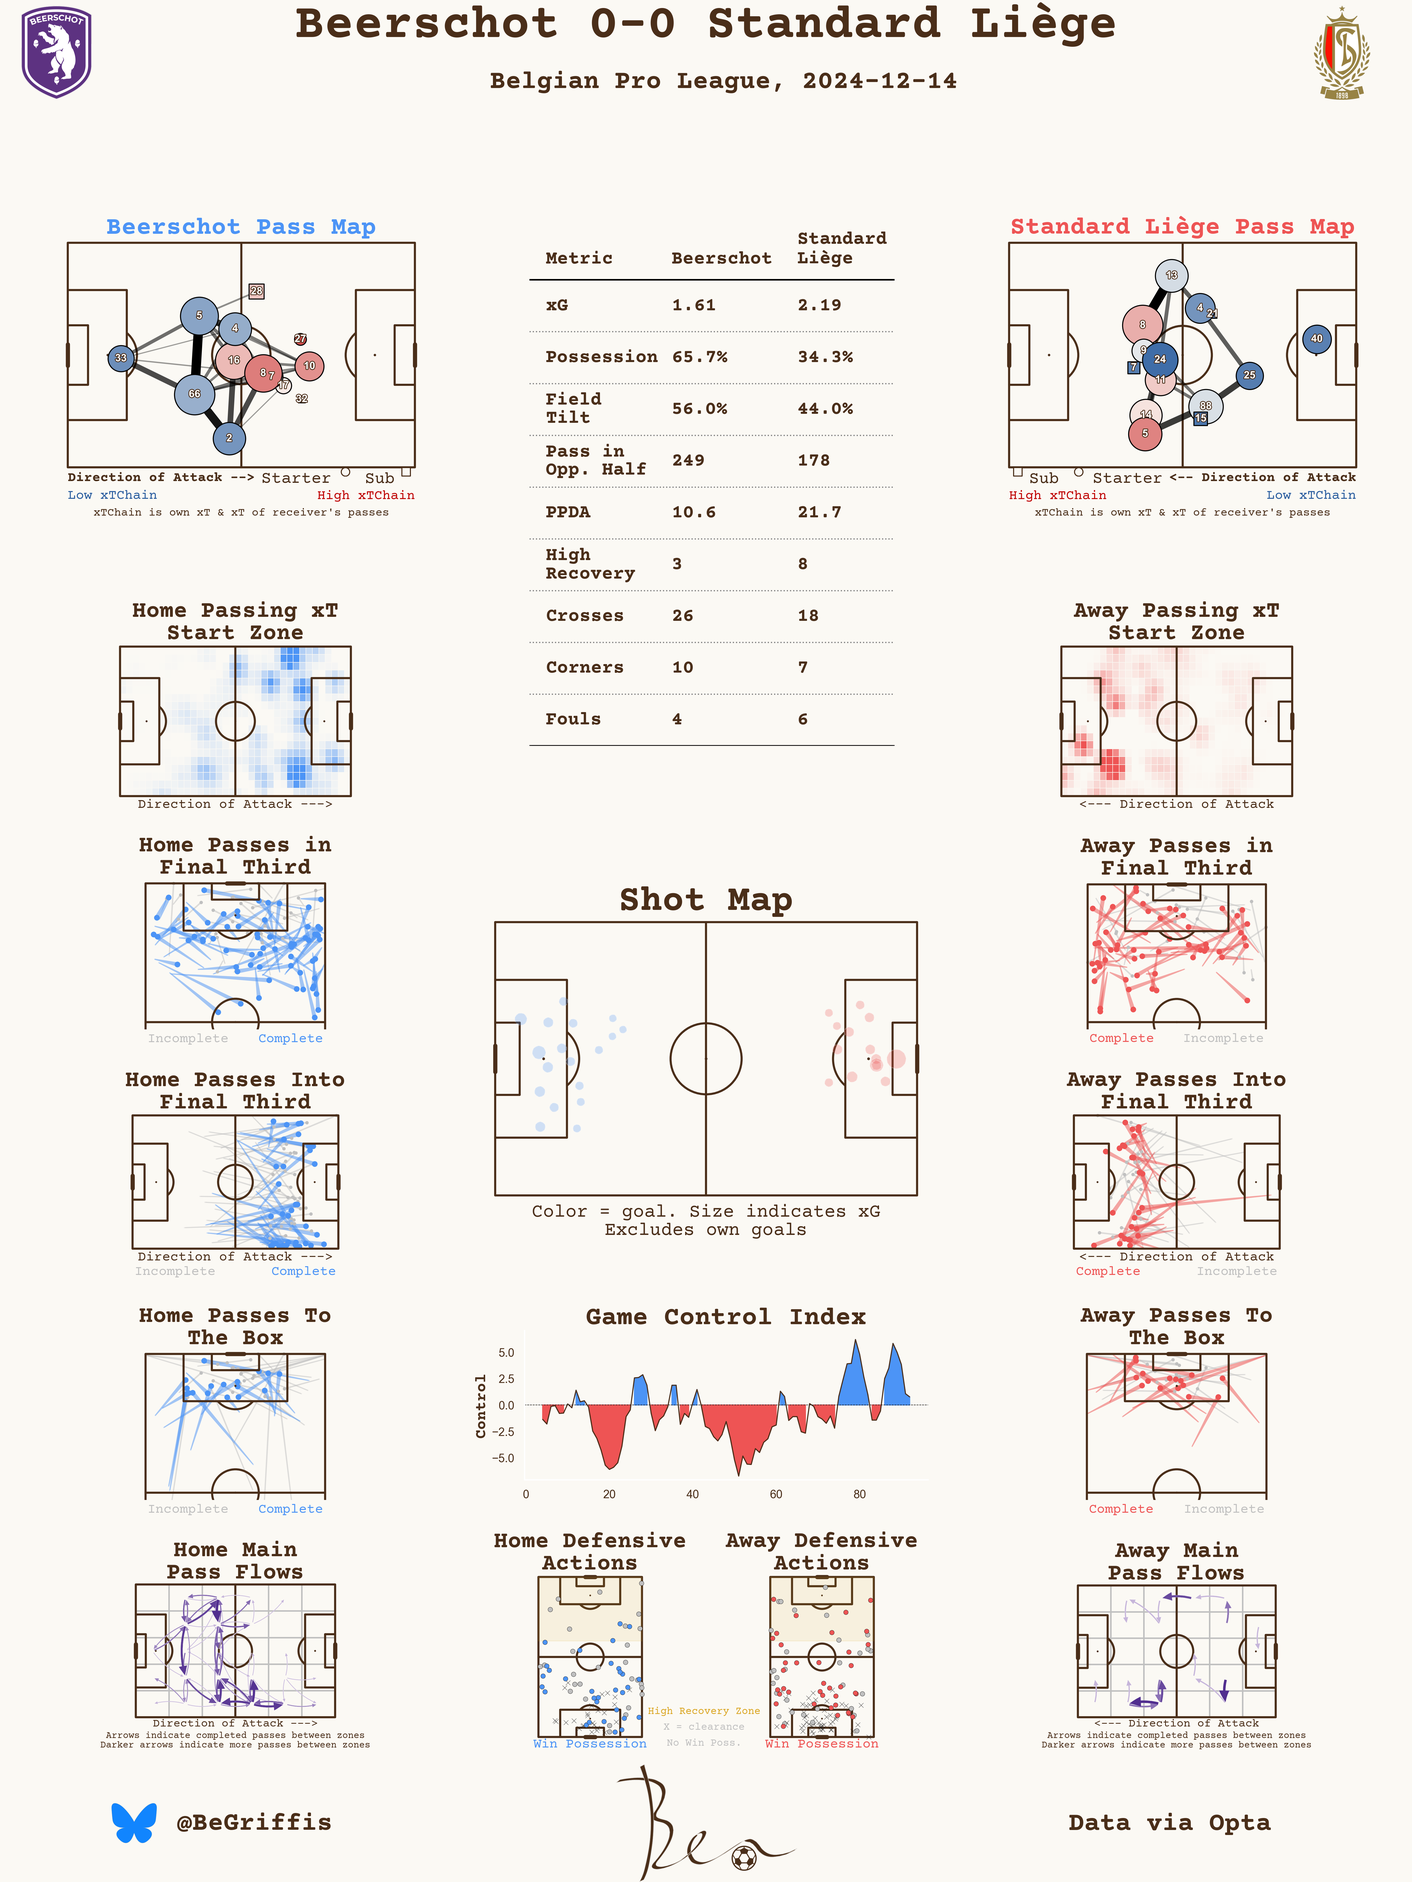 Beerschot 0-0 Standard Liège
Belgian Pro League, 2024-12-14
BEERSCHOT
1898
Beerschot Pass Map
28
5
4
27
33
16
10
8
7
17
66
32
2
Direction of Attack --> Starter Sub
Low xTChain High xTChain
xTChain is own xT & xT of receiver's passes
Metric Beerschot Standard Liège
xG 1.61 2.19
Possession 65.7% 34.3%
Field Tilt 56.0% 44.0%
Pass in Opp. Half 249 178
PPDA 10.6 21.7
High Recovery 3 8
Crosses 26 18
Corners 10 7
Fouls 4 6
Standard Liège Pass Map
13
4
21
8
40
9
24
7
11
25
88
14
15
5
Sub Starter <-- Direction of Attack
High xTChain Low xTChain
xTChain is own xT & xT of receiver's passes
Home Passing xT
Start Zone
Direction of Attack --->
Away Passing xT
Start Zone
<--- Direction of Attack
Home Passes in
Final Third
Incomplete Complete
Away Passes in
Final Third
Complete Incomplete
Shot Map
Color = goal. Size indicates xG
Excludes own goals
Home Passes Into
Final Third
Direction of Attack --->
Incomplete Complete
Away Passes Into
Final Third
<--- Direction of Attack
Complete Incomplete
Home Passes To
The Box
Incomplete Complete
Game Control Index
Control
5.0
2.5
0.0
−2.5
−5.0
0 20 40 60 80
Away Passes To
The Box
Complete Incomplete
Home Main
Pass Flows
Direction of Attack --->
Arrows indicate completed passes between zones
Darker arrows indicate more passes between zones
Home Defensive
Actions
Win Possession
Away Defensive
Actions
Win Possession
High Recovery Zone
X = clearance
No Win Poss.
Away Main
Pass Flows
<--- Direction of Attack
Arrows indicate completed passes between zones
Darker arrows indicate more passes between zones
@BeGriffis
Ben
Data via Opta